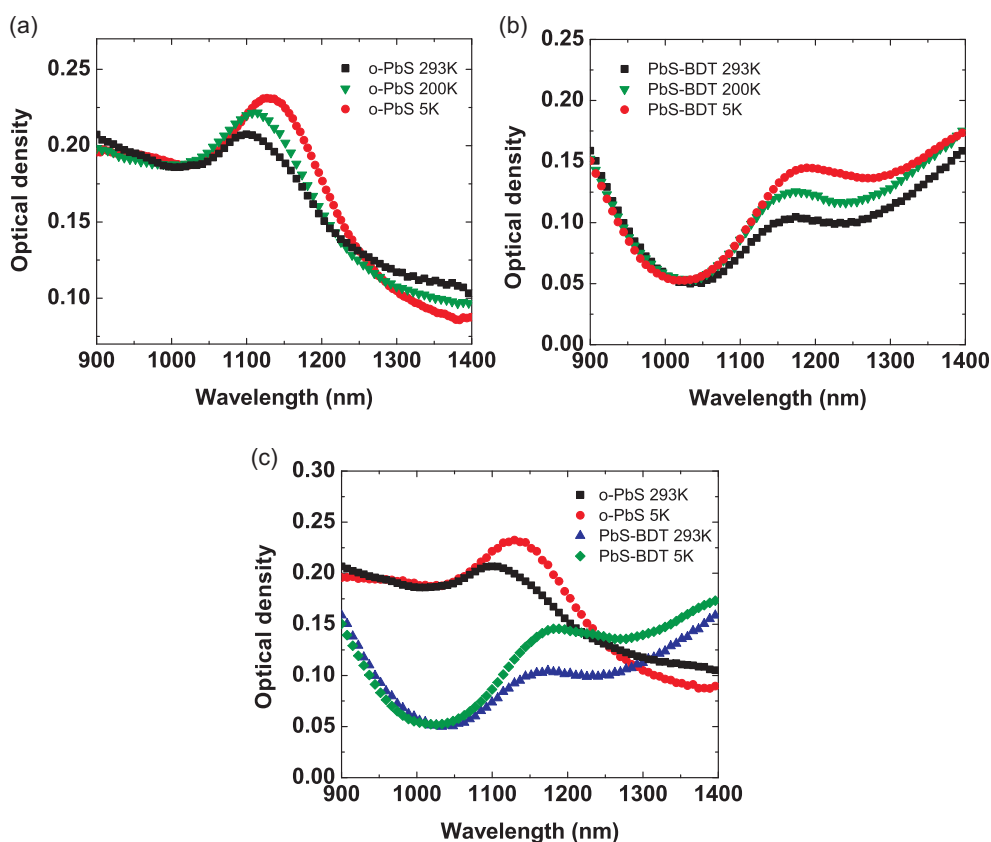 (a)
0.25
0.20
0.15
0.10
Optical density
o-PbS 293K
o-PbS 200K
o-PbS 5K
900 1000 1100 1200 1300 1400
Wavelength (nm)
(b)
0.25
0.20
0.15
0.10
0.05
0.00
Optical density
PbS-BDT 293K
PbS-BDT 200K
PbS-BDT 5K
900 1000 1100 1200 1300 1400
Wavelength (nm)
(c)
0.30
0.25
0.20
0.15
0.10
0.05
0.00
Optical density
o-PbS 293K
o-PbS 5K
PbS-BDT 293K
PbS-BDT 5K
900 1000 1100 1200 1300 1400
Wavelength (nm)